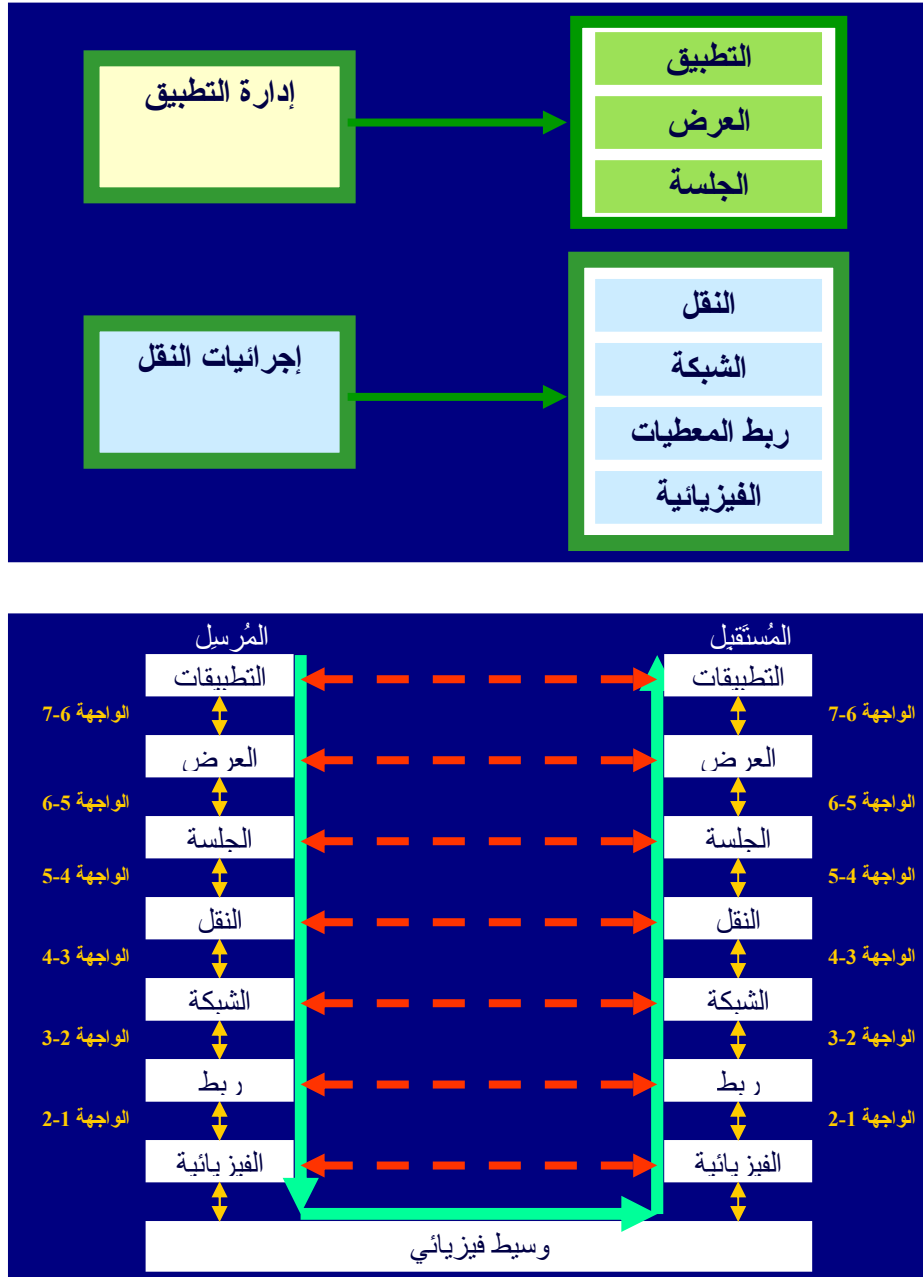 إدارة التطبيق
التطبيق
العرض
الجلسة
إجرائيات النقل
النقل
الشبكة
ربط المعطيات
الفيزيائية
المُرسِل
المُستَقبِل
التطبيقات
التطبيقات
الواجهة 6-7
الواجهة 6-7
العرض
العرض
الواجهة 5-6
الواجهة 5-6
الجلسة
الجلسة
الواجهة 4-5
الواجهة 4-5
النقل
النقل
الواجهة 3-4
الواجهة 3-4
الشبكة
الشبكة
الواجهة 2-3
الواجهة 2-3
ربط
ربط
الواجهة 1-2
الواجهة 1-2
الفيزيائية
الفيزيائية
وسيط فيزيائي